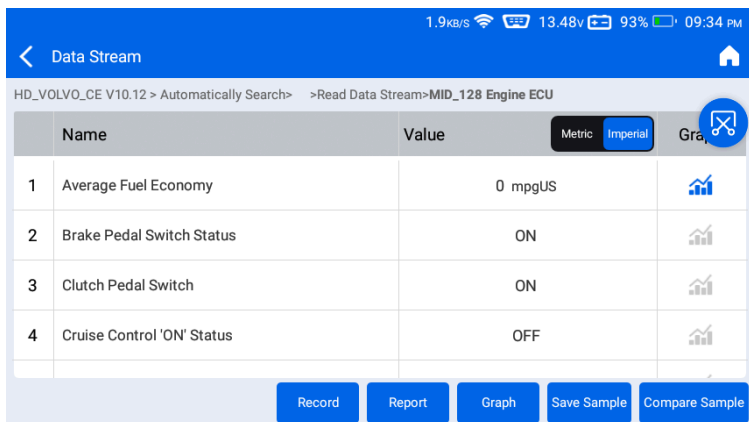 1.9KB/S 13.48V 93% 09:34 PM
Data Stream
HD_VOLVO_CE V10.12 > Automatically Search> >Read Data Stream>MID_128 Engine ECU
Name Value Metric Imperial
1 Average Fuel Economy 0 mpgUS
2 Brake Pedal Switch Status ON
3 Clutch Pedal Switch ON
4 Cruise Control 'ON' Status OFF
Record Report Graph Save Sample Compare Sample